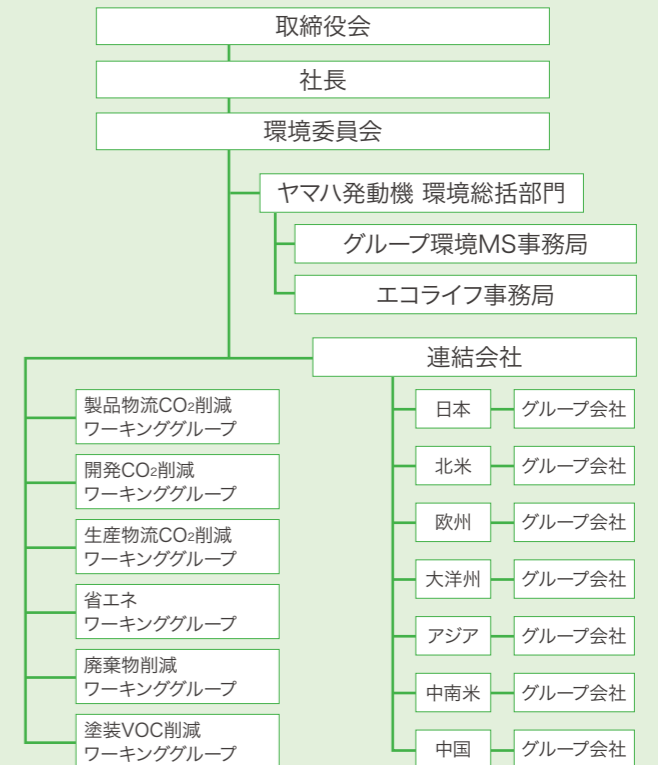 取締役会
社長
環境委員会
ヤマハ発動機 環境総括部門
グループ環境MS事務局
エコライフ事務局
連結会社
製品物流CO2削減
ワーキンググループ
開発CO2削減
ワーキンググループ
生産物流CO2削減
ワーキンググループ
省エネ
ワーキンググループ
廃棄物削減
ワーキンググループ
塗装VOC削減
ワーキンググループ
日本 グループ会社
北米 グループ会社
欧州 グループ会社
大洋州 グループ会社
アジア グループ会社
中南米 グループ会社
中国 グループ会社